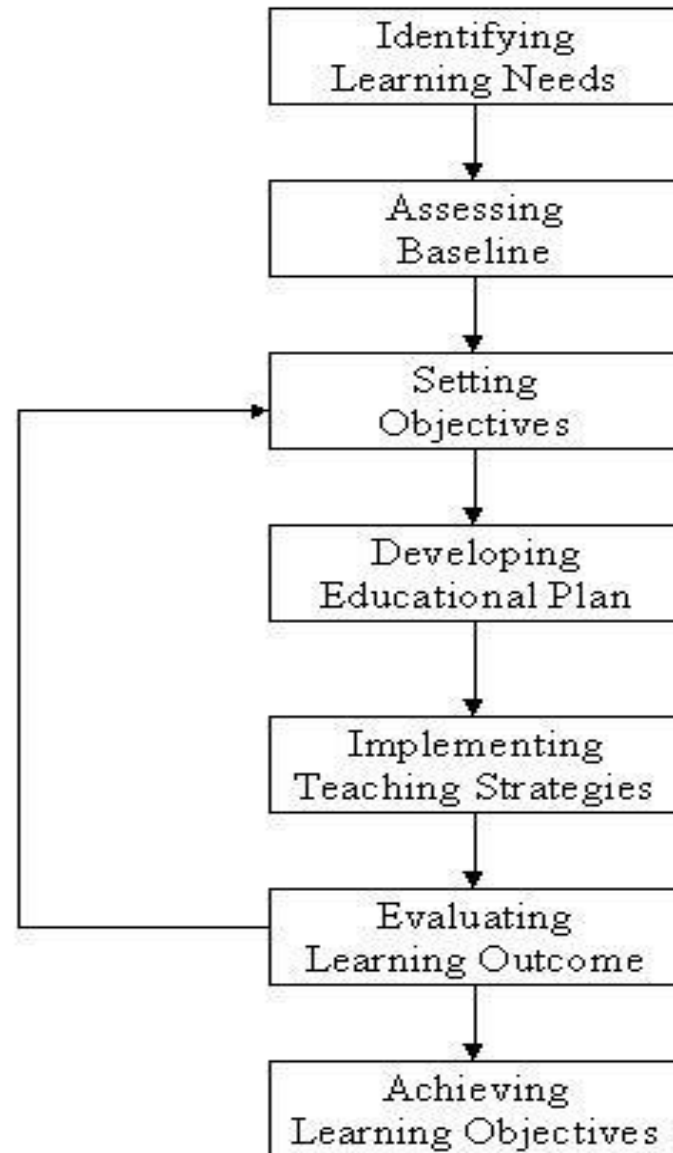 Identifying
Learning Needs
Assessing
Baseline
Setting
Objectives
Developing
Educational Plan
Implementing
Teaching Strategies
Evaluating
Learning Outcome
Achieving
Learning Objectives